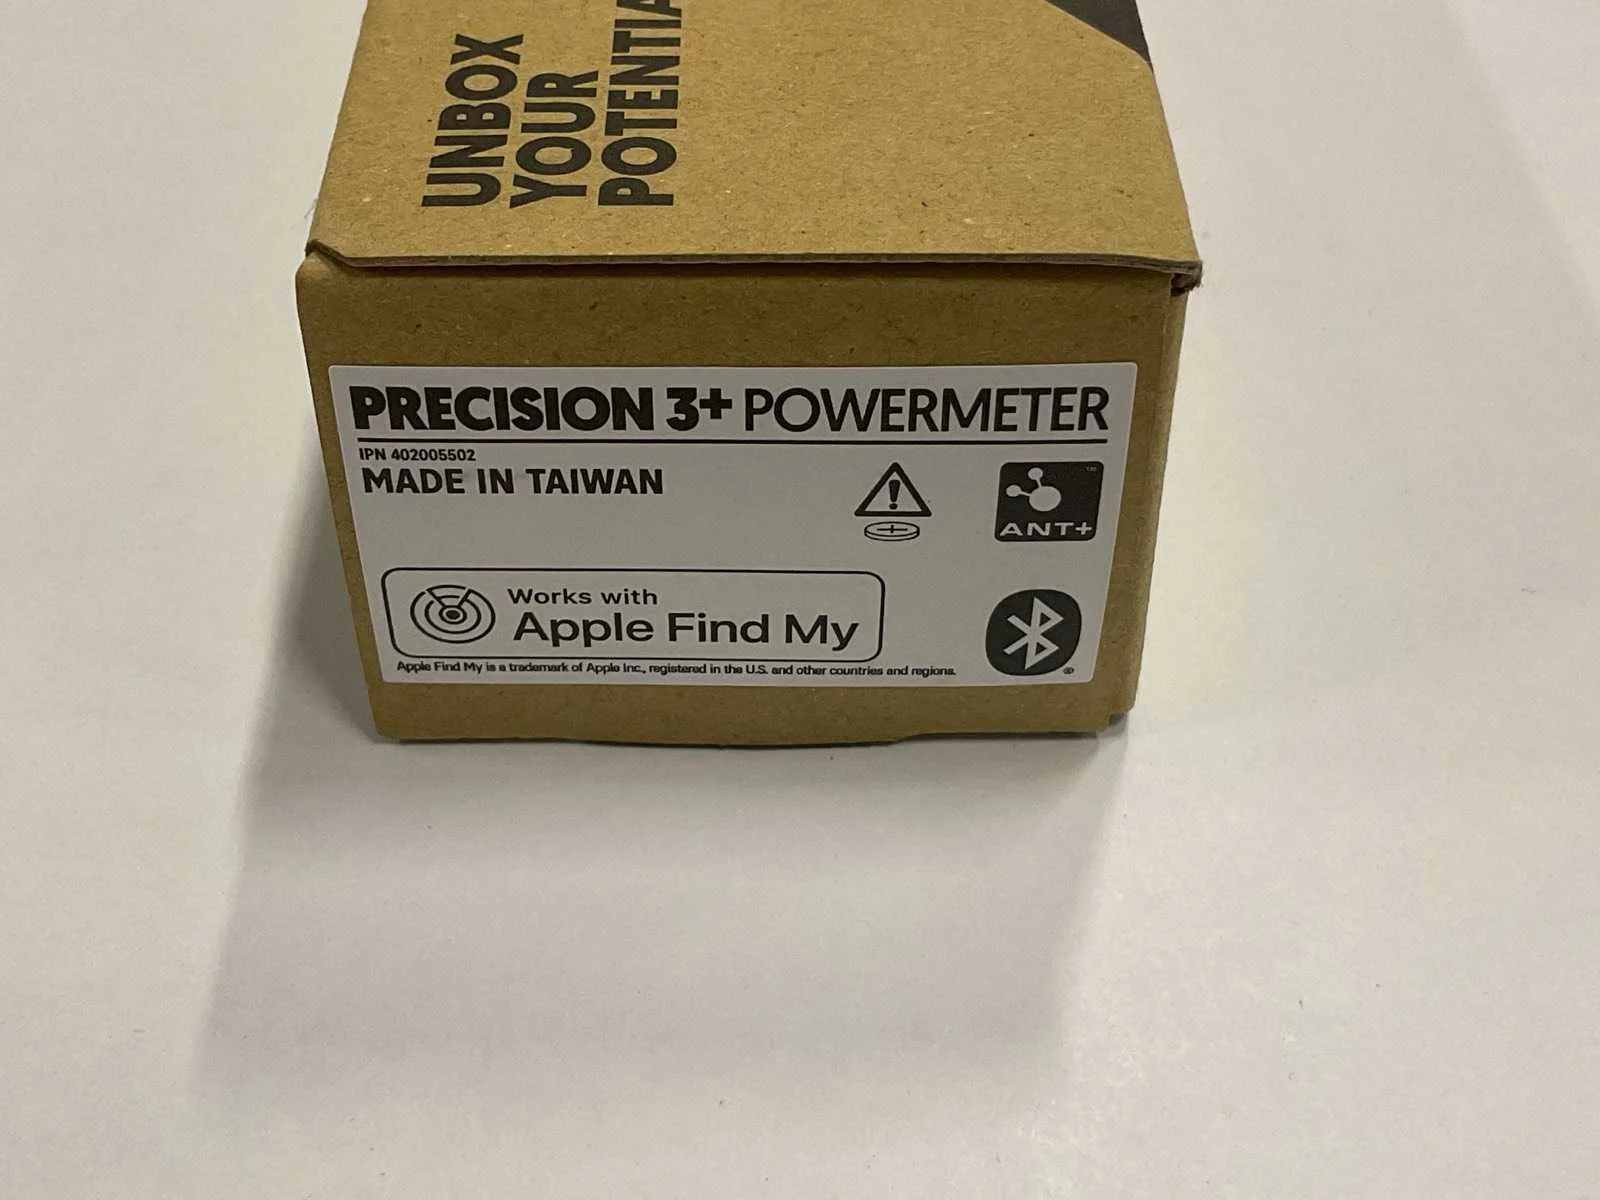 UNBOX
YOUR
POTENTIA
PRECISION 3+ POWERMETER
IPN 402005502
MADE IN TAIWAN
ANT+
Works with
Apple Find My
Apple Find My is a trademark of Apple Inc., registered in the U.S. and other countries and regions.